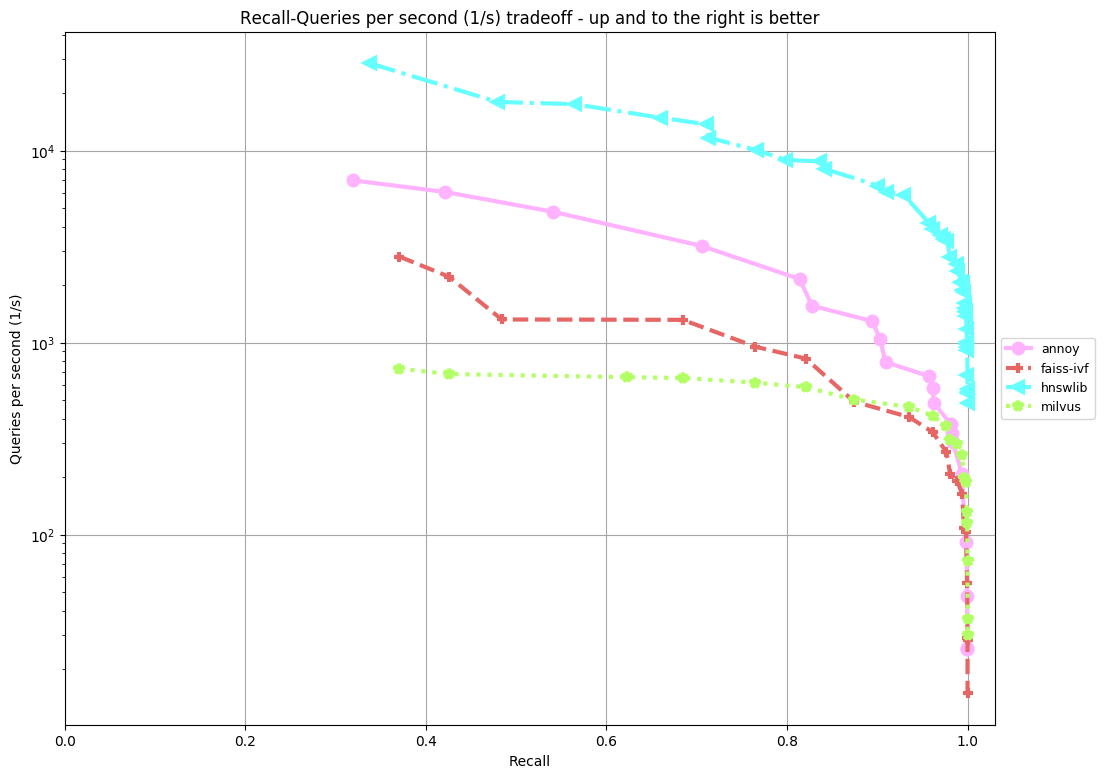 Recall-Queries per second (1/s) tradeoff - up and to the right is better
Queries per second (1/s)
10^4
10^3
10^2
0.0 0.2 0.4 0.6 0.8 1.0
Recall
annoy
faiss-ivf
hnswlib
milvus